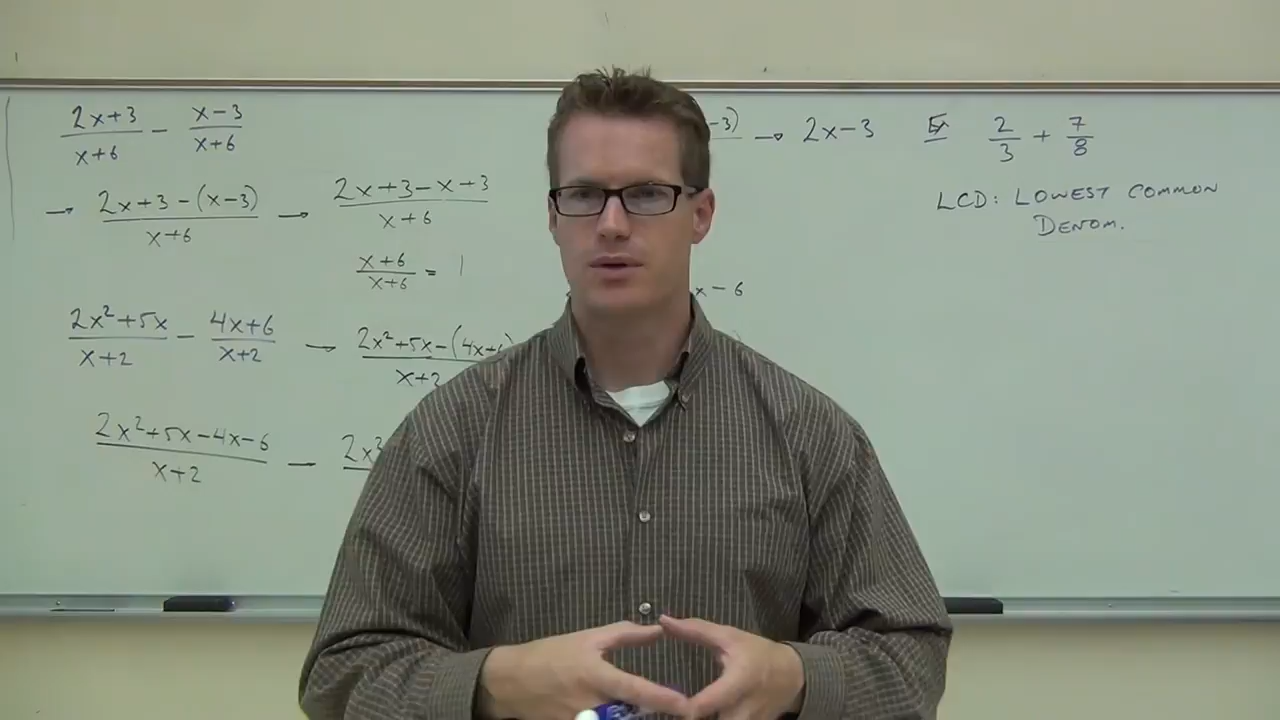 2x+3/x+6 − x−3/x+6
→ 2x+3−(x−3)/x+6 → 2x+3−x+3/x+6
x+6/x+6 = 1
2x²+5x/x+2 − 4x+6/x+2 → 2x²+5x−(4x+6)/x+2
2x²+5x−4x−6/x+2 −
−3) → 2x−3
x−6
Ex 2/3 + 7/8
LCD: LOWEST COMMON
DENOM.